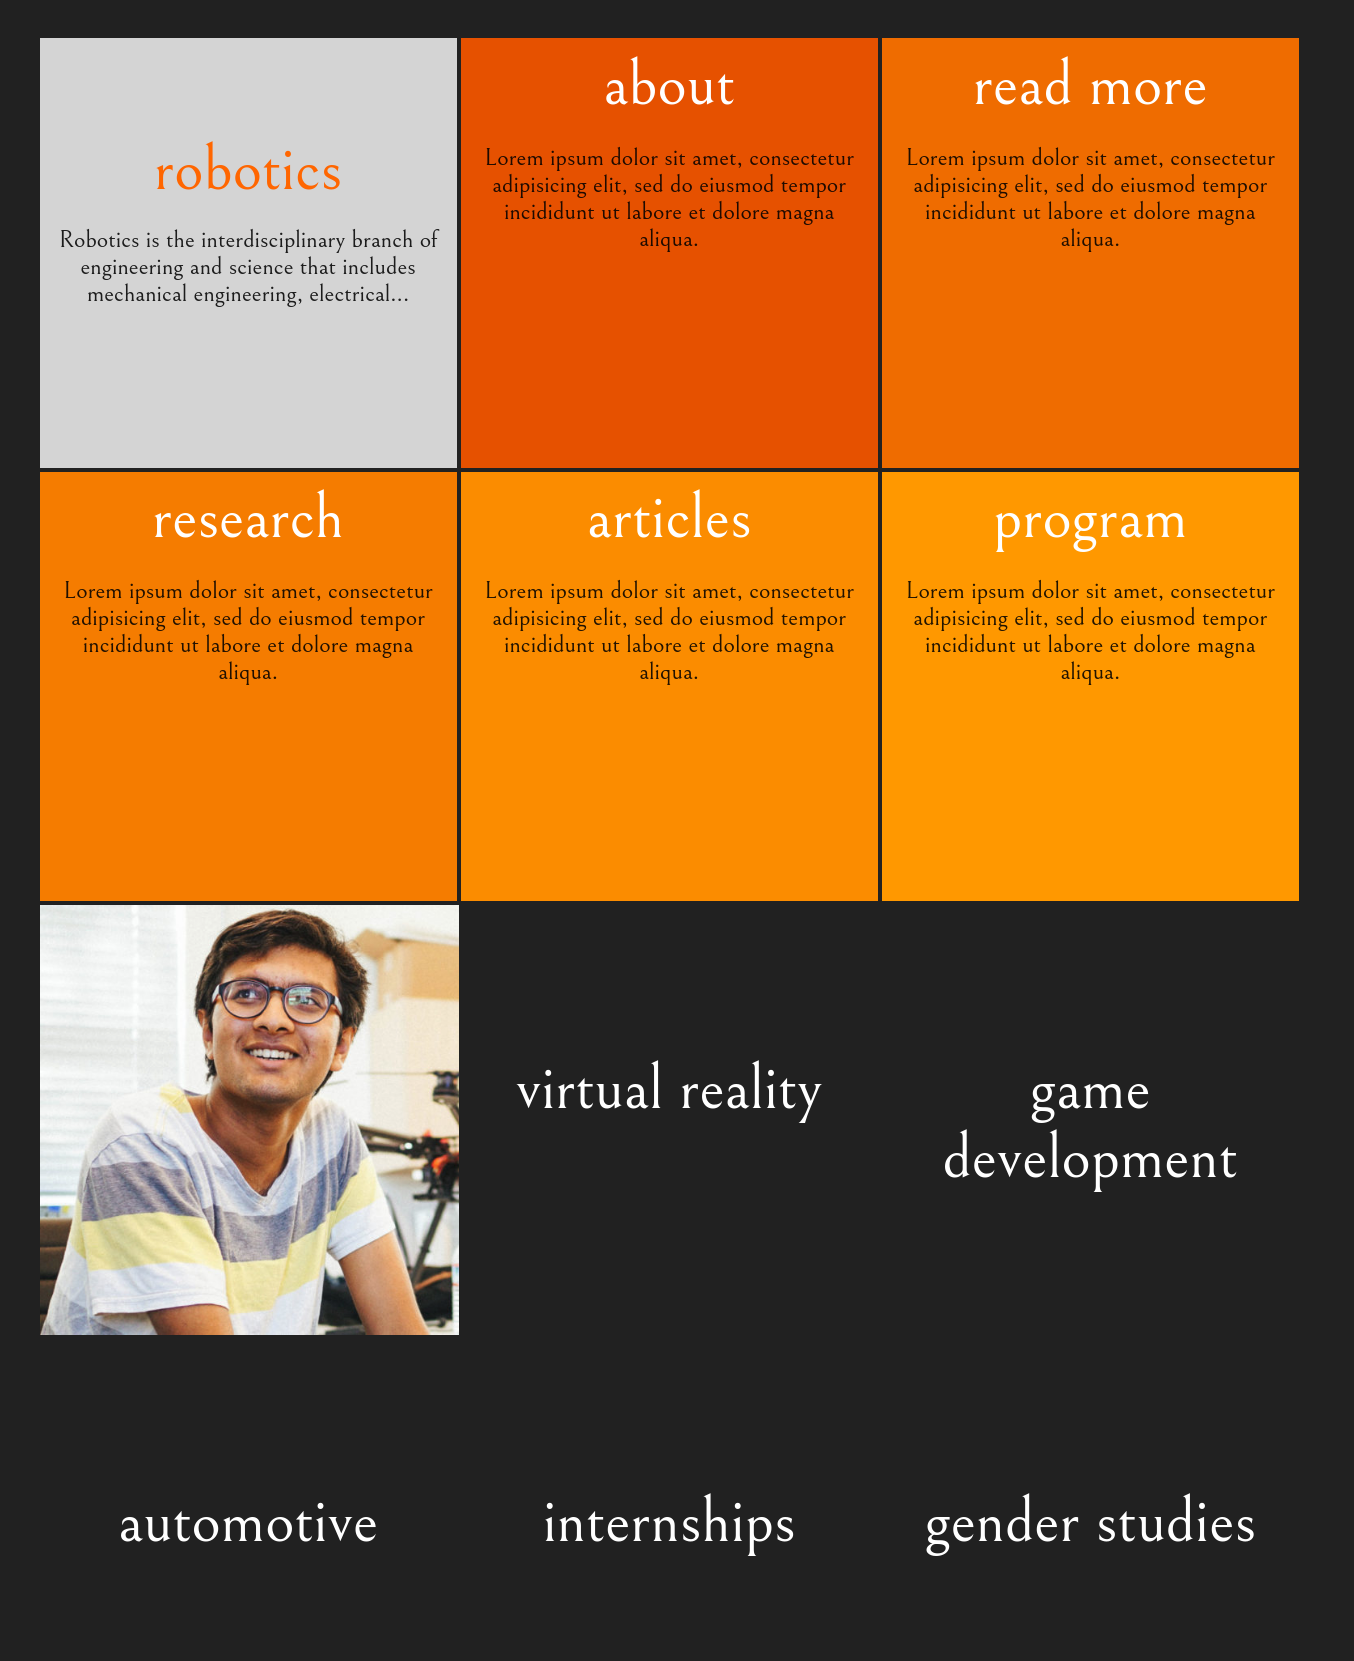 robotics
Robotics is the interdisciplinary branch of
engineering and science that includes
mechanical engineering, electrical...
about
Lorem ipsum dolor sit amet, consectetur
adipisicing elit, sed do eiusmod tempor
incididunt ut labore et dolore magna
aliqua.
read more
Lorem ipsum dolor sit amet, consectetur
adipisicing elit, sed do eiusmod tempor
incididunt ut labore et dolore magna
aliqua.
research
Lorem ipsum dolor sit amet, consectetur
adipisicing elit, sed do eiusmod tempor
incididunt ut labore et dolore magna
aliqua.
articles
Lorem ipsum dolor sit amet, consectetur
adipisicing elit, sed do eiusmod tempor
incididunt ut labore et dolore magna
aliqua.
program
Lorem ipsum dolor sit amet, consectetur
adipisicing elit, sed do eiusmod tempor
incididunt ut labore et dolore magna
aliqua.
virtual reality
game
development
automotive
internships
gender studies